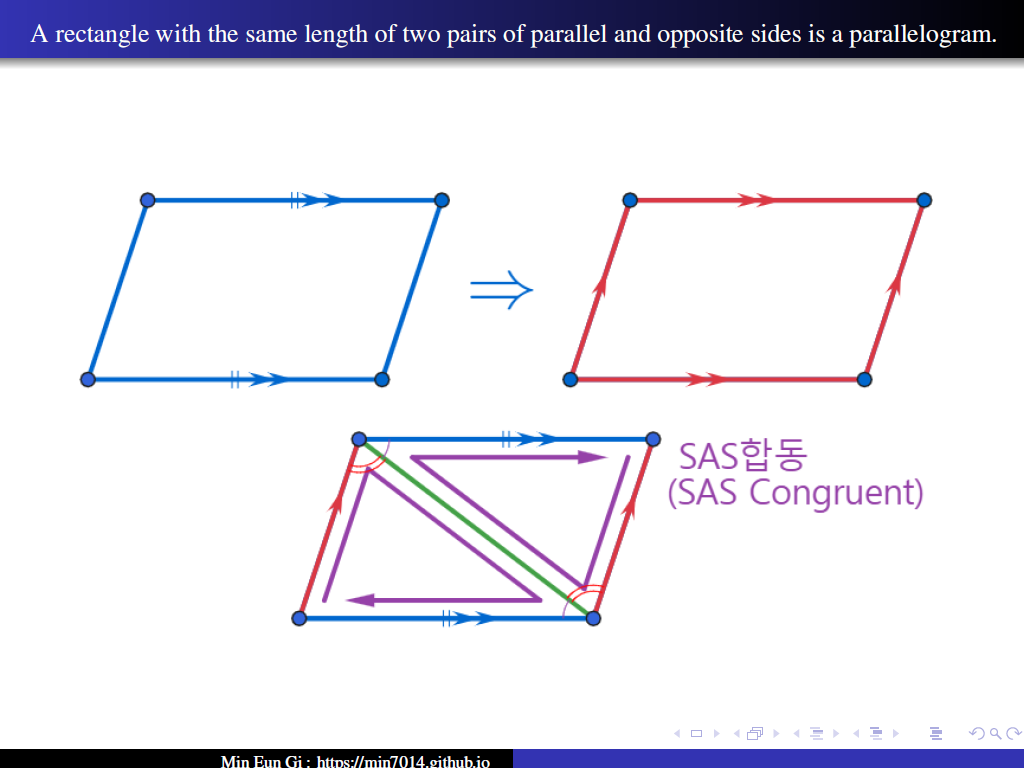 A rectangle with the same length of two pairs of parallel and opposite sides is a parallelogram.
SAS합동
(SAS Congruent)
Min Eun Gi : https://min7014.github.io